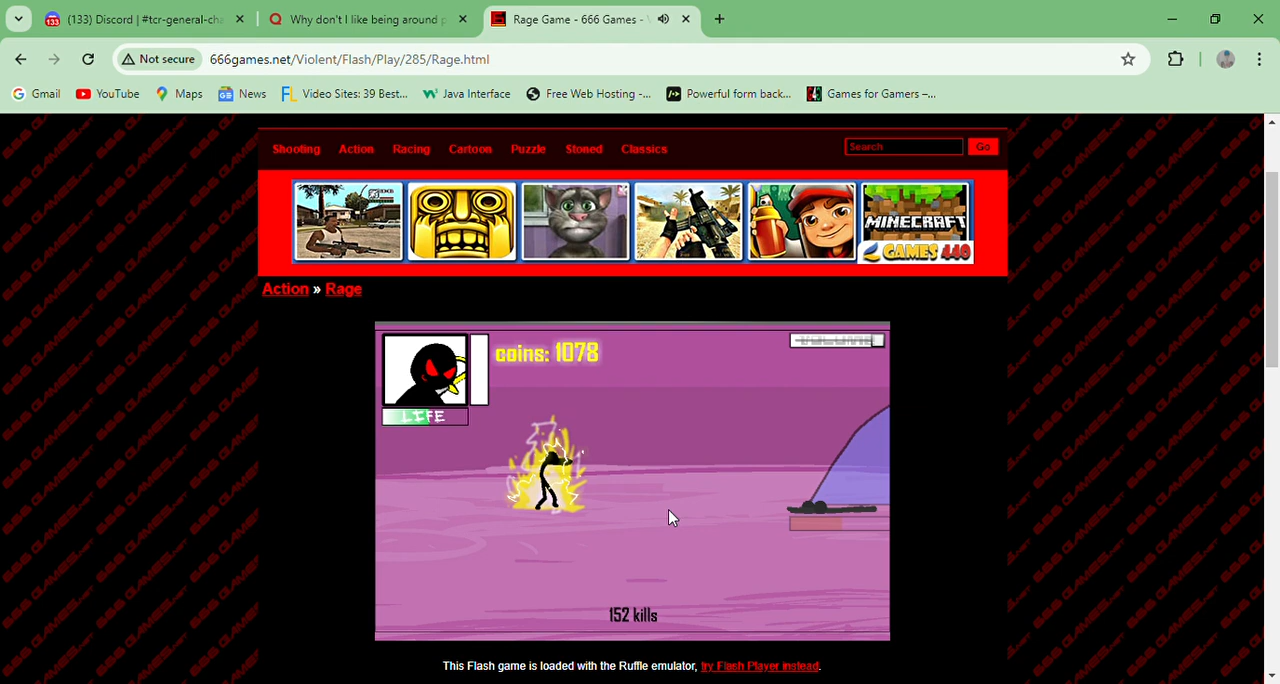 (133) Discord | #tcr-general-cha
Why don't I like being around p
Rage Game - 666 Games -
Not secure
666games.net/Violent/Flash/Play/285/Rage.html
Gmail
YouTube
Maps
News
Video Sites: 39 Best...
Java Interface
Free Web Hosting -...
Powerful form back...
Games for Gamers –...
Shooting
Action
Racing
Cartoon
Puzzle
Stoned
Classics
Search
Go
MINECRAFT
GAMES 440
Action » Rage
coins: 1078
VOLUME
LIFE
152 kills
This Flash game is loaded with the Ruffle emulator, try Flash Player instead.